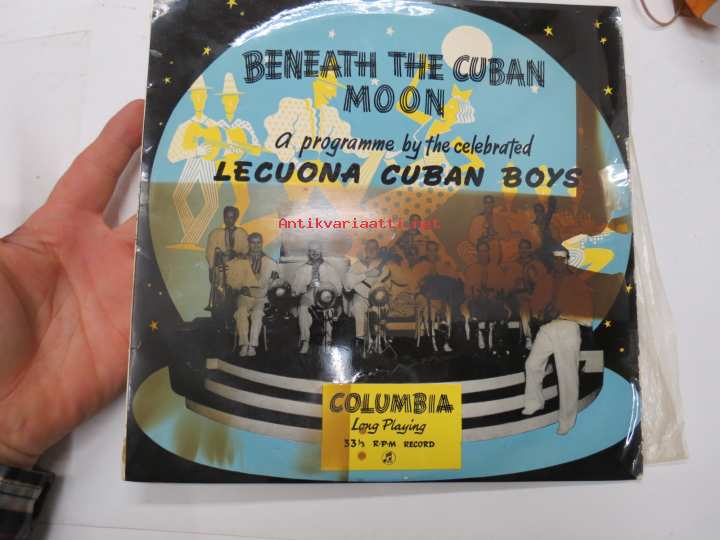 BENEATH THE CUBAN
MOON
a programme by the celebrated
LECUONA CUBAN BOYS
Antikvariaatti.net
COLUMBIA
Long Playing
33⅓ R·P·M RECORD